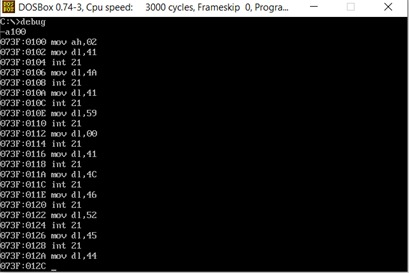 DOSBox 0.74-3, Cpu speed: 3000 cycles, Frameskip 0, Progra...
C:\>debug
-a100
073F:0100 mov ah,02
073F:0102 mov dl,41
073F:0104 int 21
073F:0106 mov dl,4A
073F:0108 int 21
073F:010A mov dl,41
073F:010C int 21
073F:010E mov dl,59
073F:0110 int 21
073F:0112 mov dl,00
073F:0114 int 21
073F:0116 mov dl,41
073F:0118 int 21
073F:011A mov dl,4C
073F:011C int 21
073F:011E mov dl,46
073F:0120 int 21
073F:0122 mov dl,52
073F:0124 int 21
073F:0126 mov dl,45
073F:0128 int 21
073F:012A mov dl,44
073F:012C _